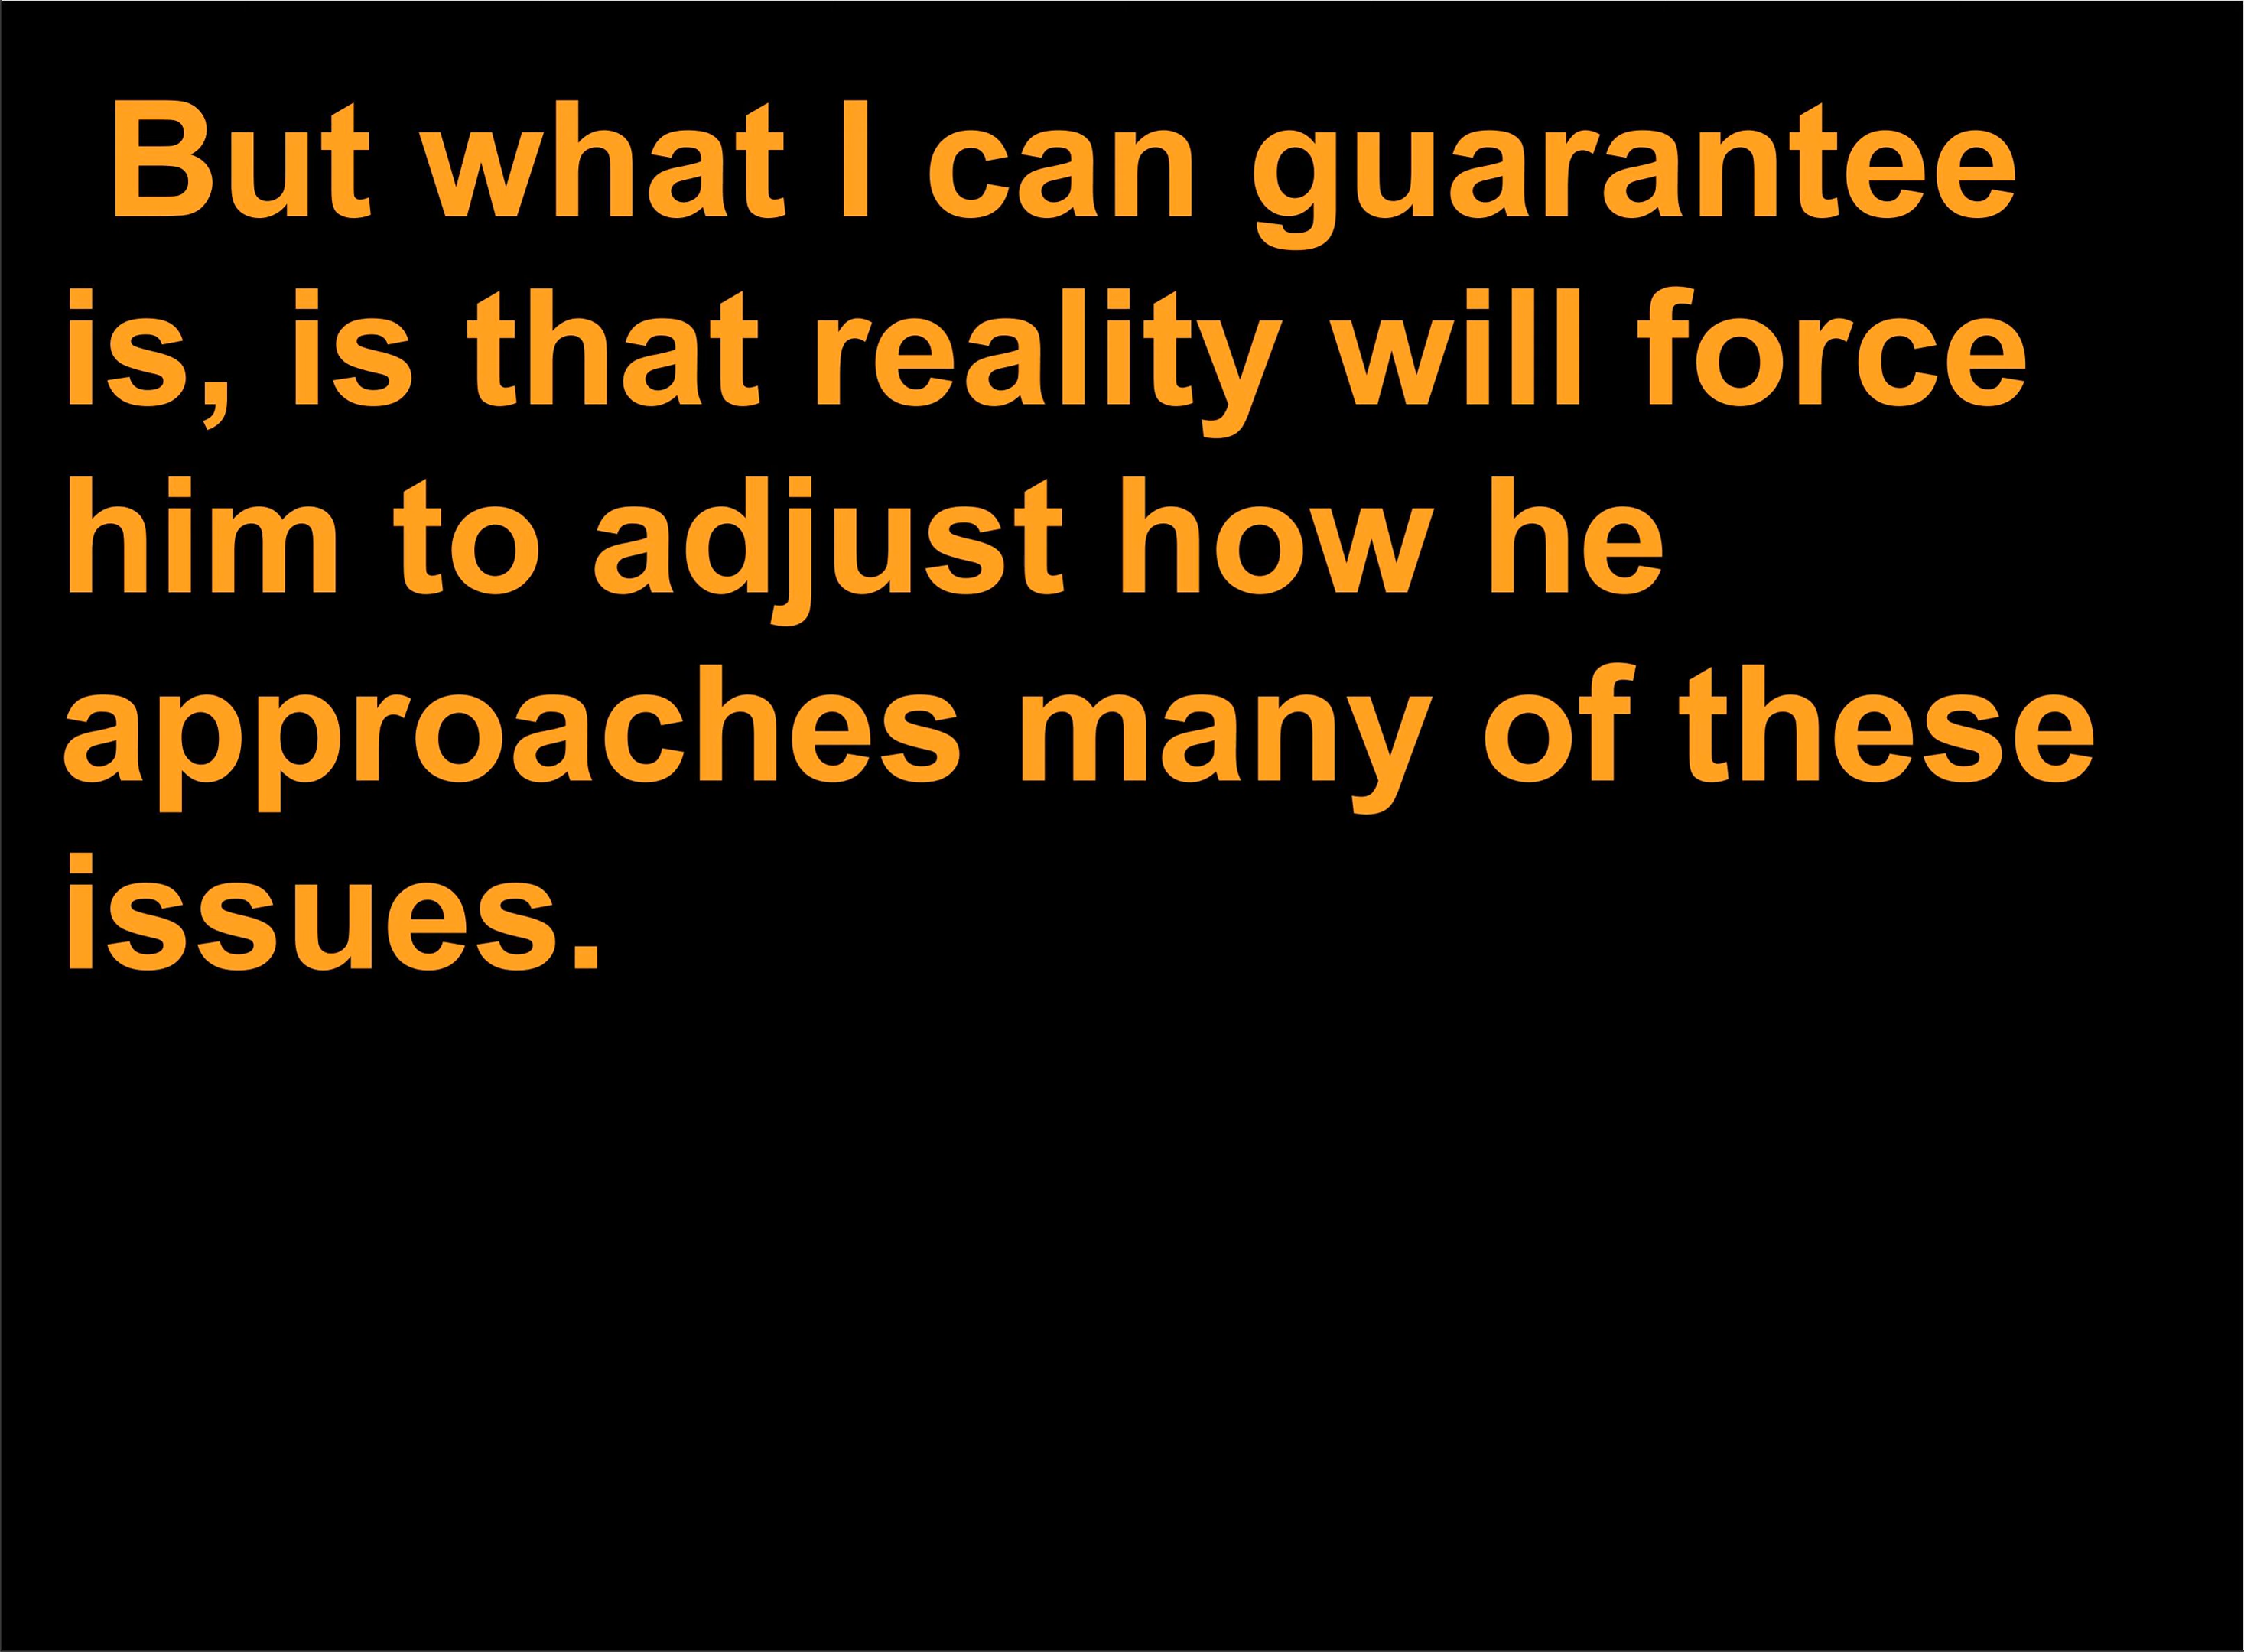 But what I can guarantee
is, is that reality will force
him to adjust how he
approaches many of these
issues.